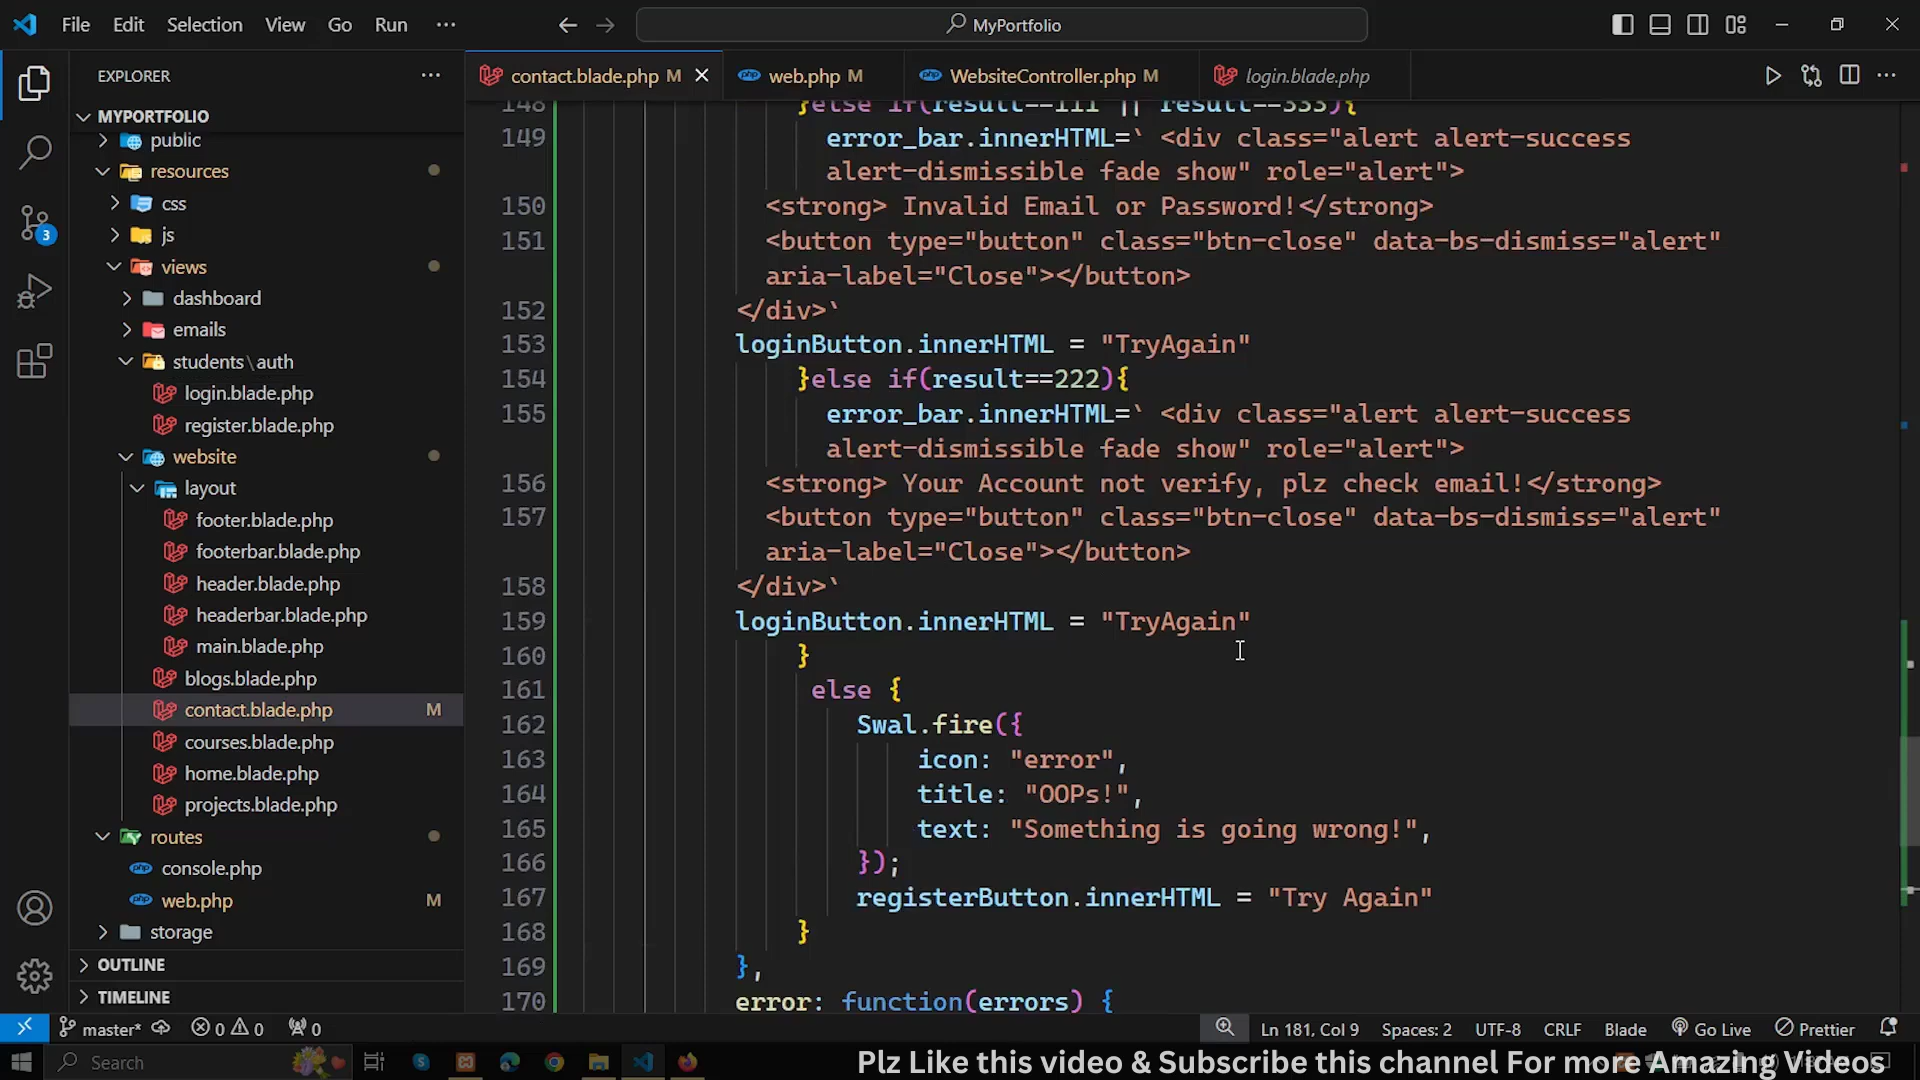 File Edit Selection View Go Run ···
MyPortfolio
EXPLORER
contact.blade.php M
web.php M
WebsiteController.php M
login.blade.php
MYPORTFOLIO
public
resources
css
js
views
dashboard
emails
students\auth
login.blade.php
register.blade.php
website
layout
footer.blade.php
footerbar.blade.php
header.blade.php
headerbar.blade.php
main.blade.php
blogs.blade.php
contact.blade.php M
courses.blade.php
home.blade.php
projects.blade.php
routes
console.php
web.php M
storage
OUTLINE
TIMELINE
3
148 }else if(result==111 || result==333){
149 error_bar.innerHTML=` <div class="alert alert-success
alert-dismissible fade show" role="alert">
150 <strong> Invalid Email or Password!</strong>
151 <button type="button" class="btn-close" data-bs-dismiss="alert"
aria-label="Close"></button>
152 </div>`
153 loginButton.innerHTML = "TryAgain"
154 }else if(result==222){
155 error_bar.innerHTML=` <div class="alert alert-success
alert-dismissible fade show" role="alert">
156 <strong> Your Account not verify, plz check email!</strong>
157 <button type="button" class="btn-close" data-bs-dismiss="alert"
aria-label="Close"></button>
158 </div>`
159 loginButton.innerHTML = "TryAgain"
160 }
161 else {
162 Swal.fire({
163 icon: "error",
164 title: "OOPs!",
165 text: "Something is going wrong!",
166 });
167 registerButton.innerHTML = "Try Again"
168 }
169 },
170 error: function(errors) {
master* 0 0 0 Ln 181, Col 9 Spaces: 2 UTF-8 CRLF Blade Go Live Prettier
Search
Plz Like this video & Subscribe this channel For more Amazing Videos